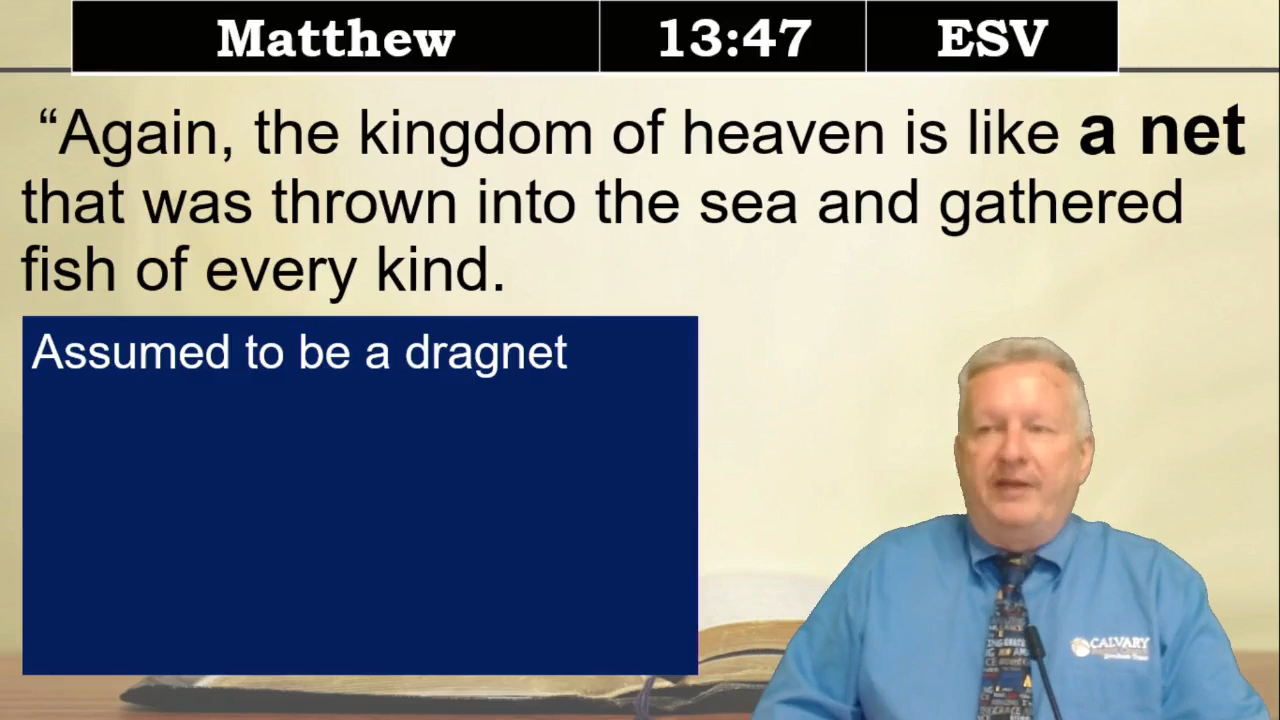 Matthew 13:47 ESV
“Again, the kingdom of heaven is like a net
that was thrown into the sea and gathered
fish of every kind.
Assumed to be a dragnet
CALVARY